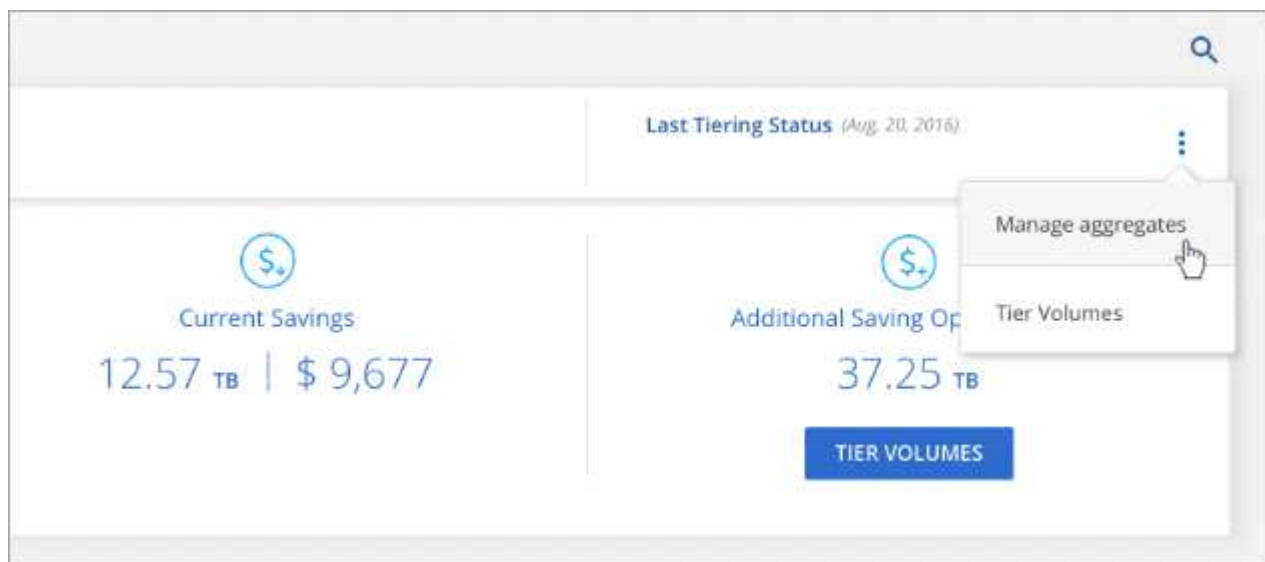 Last Tiering Status (Aug. 20, 2016)
Manage aggregates
Tier Volumes
Current Savings
12.57 TB | $ 9,677
Additional Saving Op
37.25 TB
TIER VOLUMES